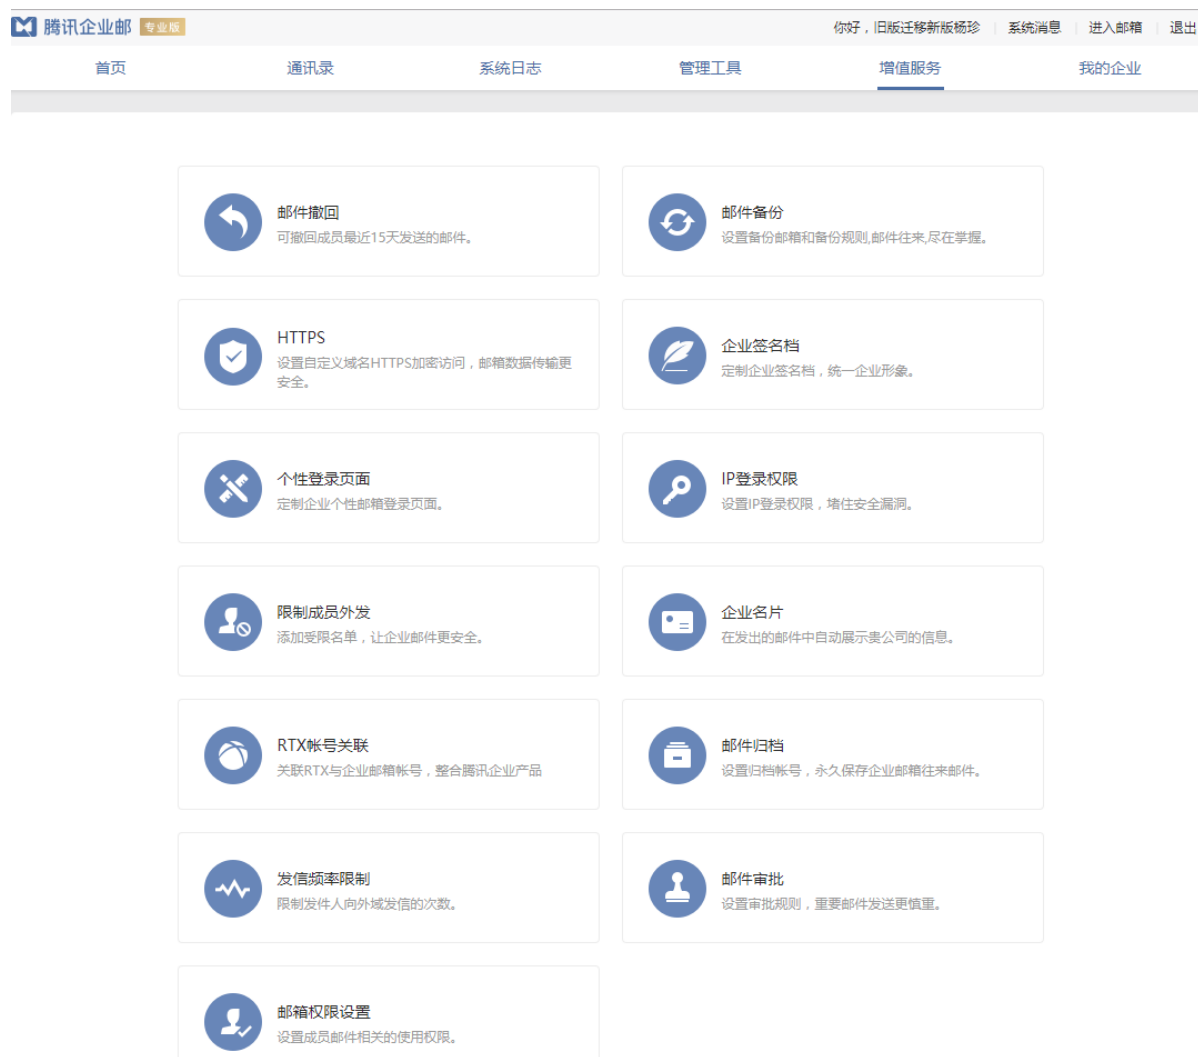 腾讯企业邮 专业版
你好，旧版迁移新版杨珍 系统消息 进入邮箱 退出
首页 通讯录 系统日志 管理工具 增值服务 我的企业
邮件撤回
可撤回成员最近15天发送的邮件。
邮件备份
设置备份邮箱和备份规则,邮件往来,尽在掌握。
HTTPS
设置自定义域名HTTPS加密访问，邮箱数据传输更
安全。
企业签名档
定制企业签名档，统一企业形象。
个性登录页面
定制企业个性邮箱登录页面。
IP登录权限
设置IP登录权限，堵住安全漏洞。
限制成员外发
添加受限名单，让企业邮件更安全。
企业名片
在发出的邮件中自动展示贵公司的信息。
RTX帐号关联
关联RTX与企业邮箱帐号，整合腾讯企业产品
邮件归档
设置归档帐号，永久保存企业邮箱往来邮件。
发信频率限制
限制发件人向外域发信的次数。
邮件审批
设置审批规则，重要邮件发送更慎重。
邮箱权限设置
设置成员邮件相关的使用权限。